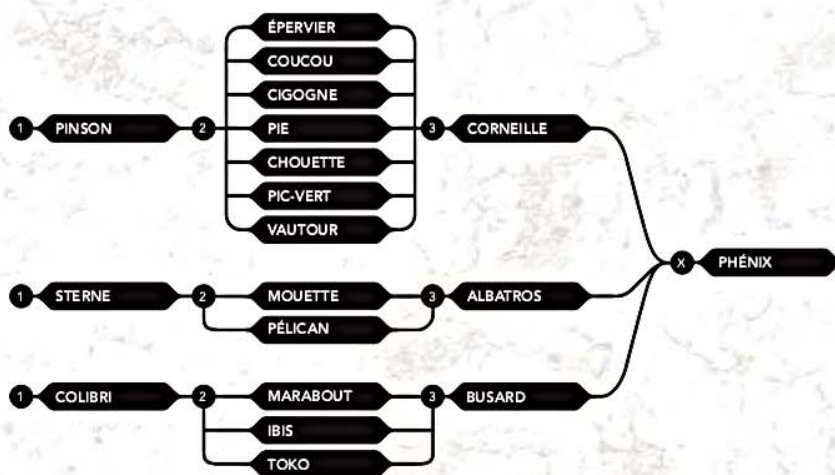 ÉPERVIER
COUCOU
CIGOGNE
1 PINSON 2 PIE 3 CORNEILLE
CHOUETTE
PIC-VERT
VAUTOUR
X PHÉNIX
1 STERNE 2 MOUETTE 3 ALBATROS
PÉLICAN
1 COLIBRI 2 MARABOUT 3 BUSARD
IBIS
TOKO